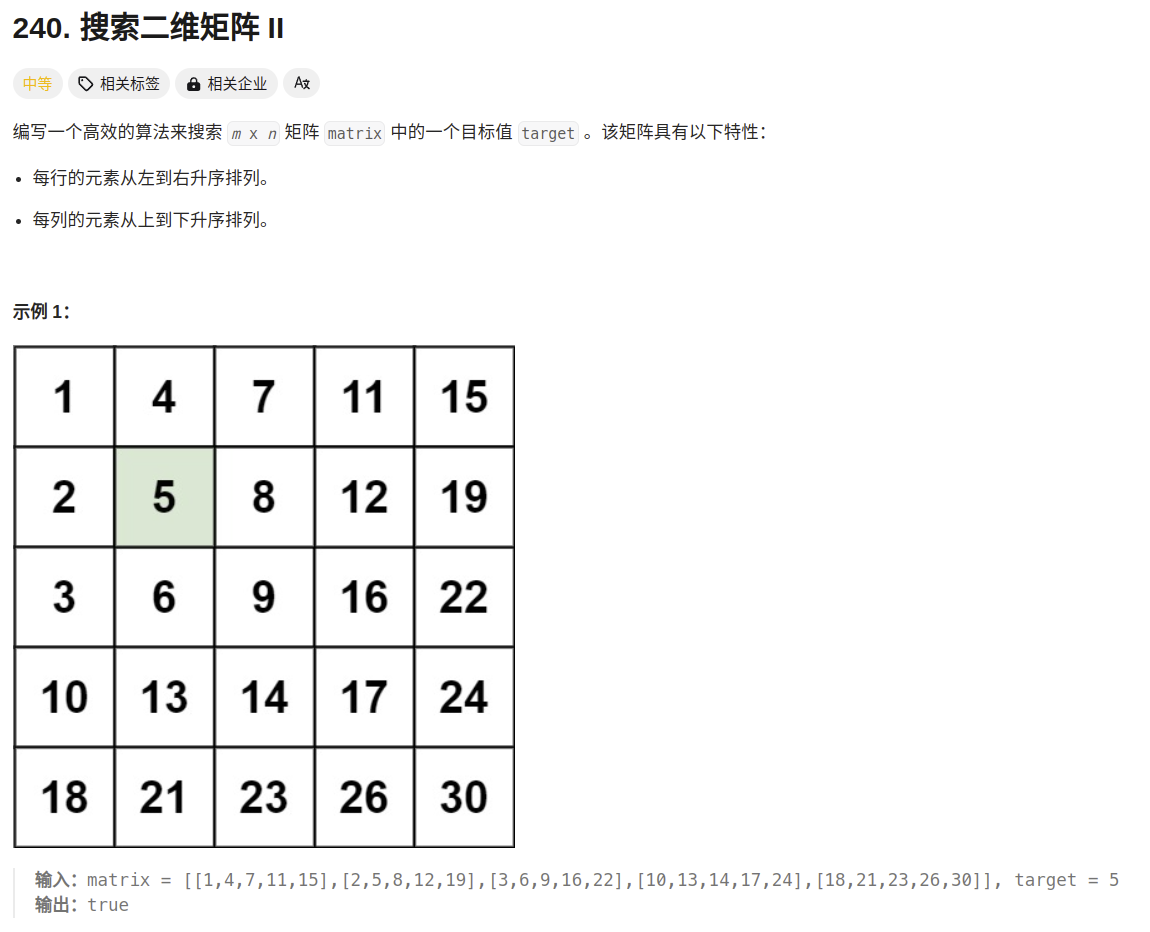 240. 搜索二维矩阵 II
中等 相关标签 相关企业
编写一个高效的算法来搜索 m x n 矩阵 matrix 中的一个目标值 target 。该矩阵具有以下特性：
每行的元素从左到右升序排列。
每列的元素从上到下升序排列。
示例 1：
1 4 7 11 15
2 5 8 12 19
3 6 9 16 22
10 13 14 17 24
18 21 23 26 30
输入：matrix = [[1,4,7,11,15],[2,5,8,12,19],[3,6,9,16,22],[10,13,14,17,24],[18,21,23,26,30]], target = 5
输出：true